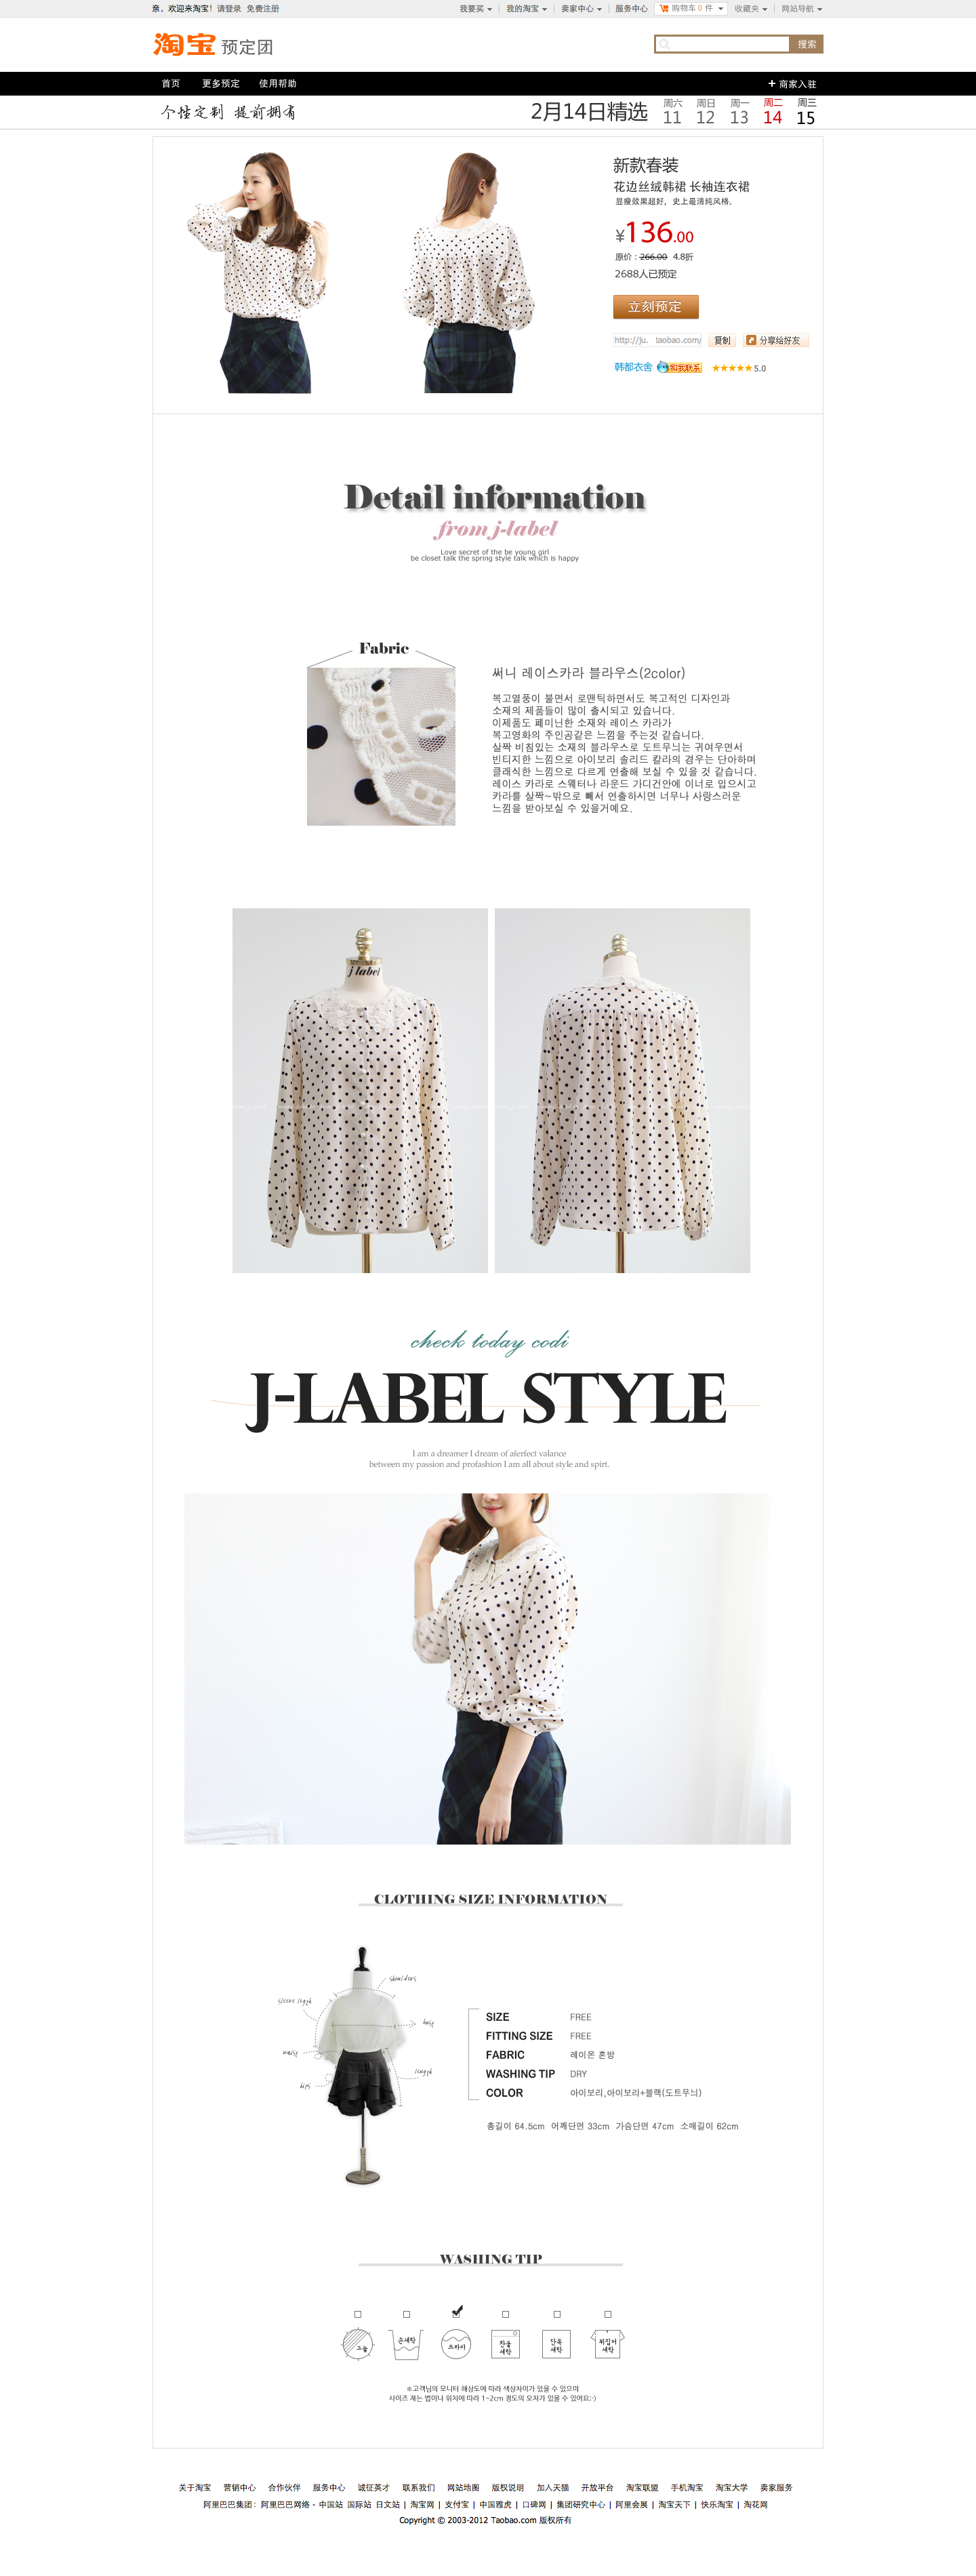 亲，欢迎来淘宝！请登录 免费注册
我要买 我的淘宝 卖家中心 服务中心 购物车 0 件 收藏夹 网站导航
淘宝 预定团
搜索
首页 更多预定 使用帮助 + 商家入驻
个性定制 提前拥有 2月14日精选 周六 11 周日 12 周一 13 周二 14 周三 15
新款春装
花边丝绒韩裙 长袖连衣裙
显瘦效果超好，史上最清纯风格。
¥136.00
原价：266.00 4.8折
2688人已预定
立刻预定
http://ju. taobao.com/ 复制 分享给好友
韩都衣舍 和我联系 5.0
Detail information
from j-label
Love secret of the be young girl
be closet talk the spring style talk which is happy
Fabric
써니 레이스카라 블라우스(2color)
복고열풍이 불면서 로맨틱하면서도 복고적인 디자인과
소재의 제품들이 많이 출시되고 있습니다.
이제품도 페미닌한 소재와 레이스 카라가
복고영화의 주인공같은 느낌을 주는것 같습니다.
살짝 비침있는 소재의 블라우스로 도트무늬는 귀여우면서
빈티지한 느낌으로 아이보리 솔리드 칼라의 경우는 단아하며
클래식한 느낌으로 다르게 연출해 보실 수 있을 것 같습니다.
레이스 카라로 스웨터나 라운드 가디건안에 이너로 입으시고
카라를 살짝~밖으로 빼서 연출하시면 너무나 사랑스러운
느낌을 받아보실 수 있을거에요.
j label
check today codi
J-LABEL STYLE
I am a dreamer I dream of aferfect valance
between my passion and profashion I am all about style and spirt.
CLOTHING SIZE INFORMATION
shoulders
sleeve legph
bust
waist
length
hips
SIZE FREE
FITTING SIZE FREE
FABRIC 레이온 혼방
WASHING TIP DRY
COLOR 아이보리,아이보리+블랙(도트무늬)
총길이 64.5cm 어깨단면 33cm 가슴단면 47cm 소매길이 62cm
WASHING TIP
그늘 손세탁 드라이 찬물 세탁 단독 세탁 뒤집어 세탁
※고객님의 모니터 해상도에 따라 색상차이가 있을 수 있으며
사이즈 재는 법이나 위치에 따라 1~2cm 정도의 오차가 있을 수 있어요;-)
关于淘宝 营销中心 合作伙伴 服务中心 诚征英才 联系我们 网站地图 版权说明 加入天猫 开放平台 淘宝联盟 手机淘宝 淘宝大学 卖家服务
阿里巴巴集团：阿里巴巴网络 - 中国站 国际站 日文站 | 淘宝网 | 支付宝 | 中国雅虎 | 口碑网 | 集团研究中心 | 阿里会展 | 淘宝天下 | 快乐淘宝 | 淘花网
Copyright © 2003-2012 Taobao.com 版权所有